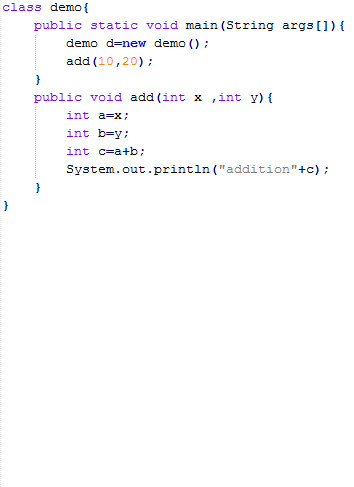 class demo{
public static void main(String args[]){
demo d=new demo();
add(10,20);
}
public void add(int x ,int y){
int a=x;
int b=y;
int c=a+b;
System.out.println("addition"+c);
}
}